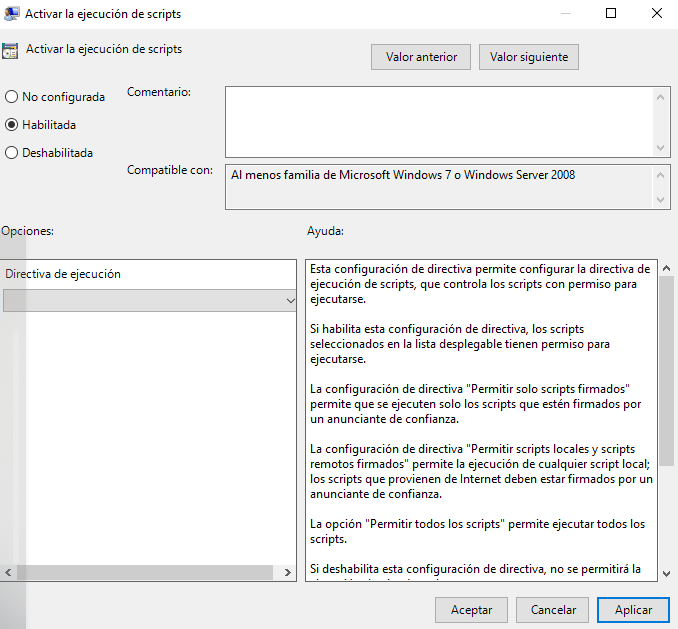 Activar la ejecución de scripts
Activar la ejecución de scripts
Valor anterior
Valor siguiente
No configurada
Comentario:
Habilitada
Deshabilitada
Compatible con:
Al menos familia de Microsoft Windows 7 o Windows Server 2008
Opciones:
Ayuda:
Directiva de ejecución
Esta configuración de directiva permite configurar la directiva de
ejecución de scripts, que controla los scripts con permiso para
ejecutarse.
Si habilita esta configuración de directiva, los scripts
seleccionados en la lista desplegable tienen permiso para
ejecutarse.
La configuración de directiva "Permitir solo scripts firmados"
permite que se ejecuten solo los scripts que estén firmados por
un anunciante de confianza.
La configuración de directiva "Permitir scripts locales y scripts
remotos firmados" permite la ejecución de cualquier script local;
los scripts que provienen de Internet deben estar firmados por un
anunciante de confianza.
La opción "Permitir todos los scripts" permite ejecutar todos los
scripts.
Si deshabilita esta configuración de directiva, no se permitirá la
Aceptar
Cancelar
Aplicar